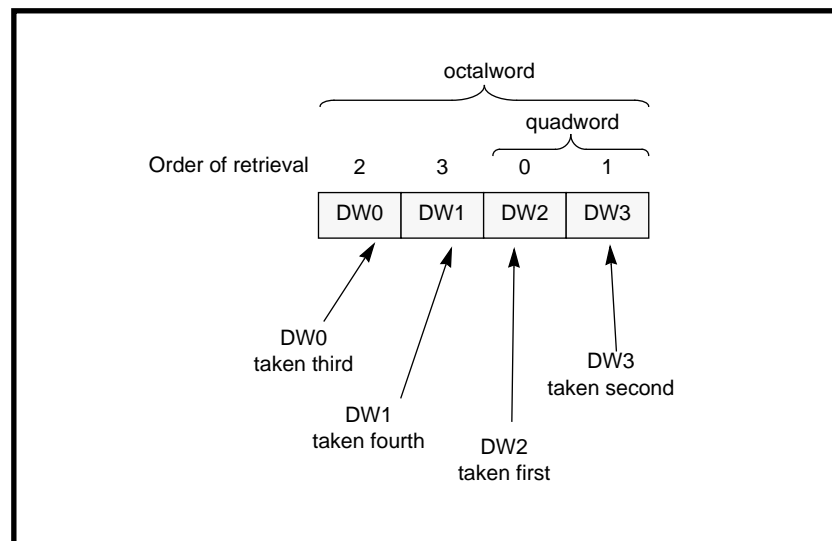 octalword
quadword
Order of retrieval 2 3 0 1
DW0 DW1 DW2 DW3
DW0
taken third
DW3
taken second
DW1
taken fourth
DW2
taken first